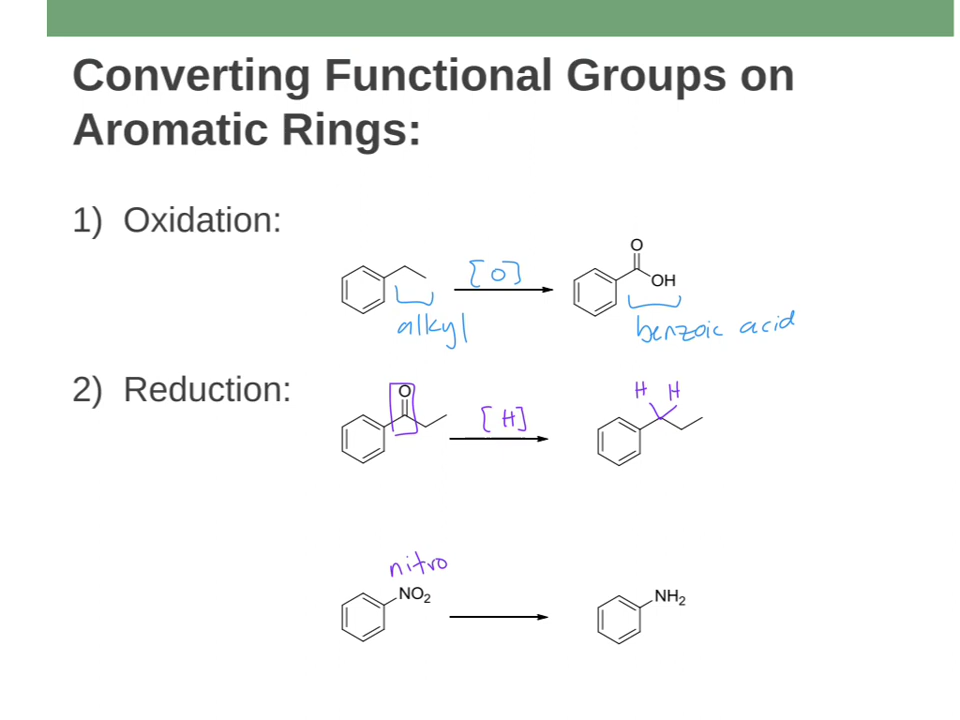 Converting Functional Groups on
Aromatic Rings:
1) Oxidation:
[O]
O
OH
alkyl
benzoic acid
2) Reduction:
O
[H]
H H
nitro
NO2
NH2